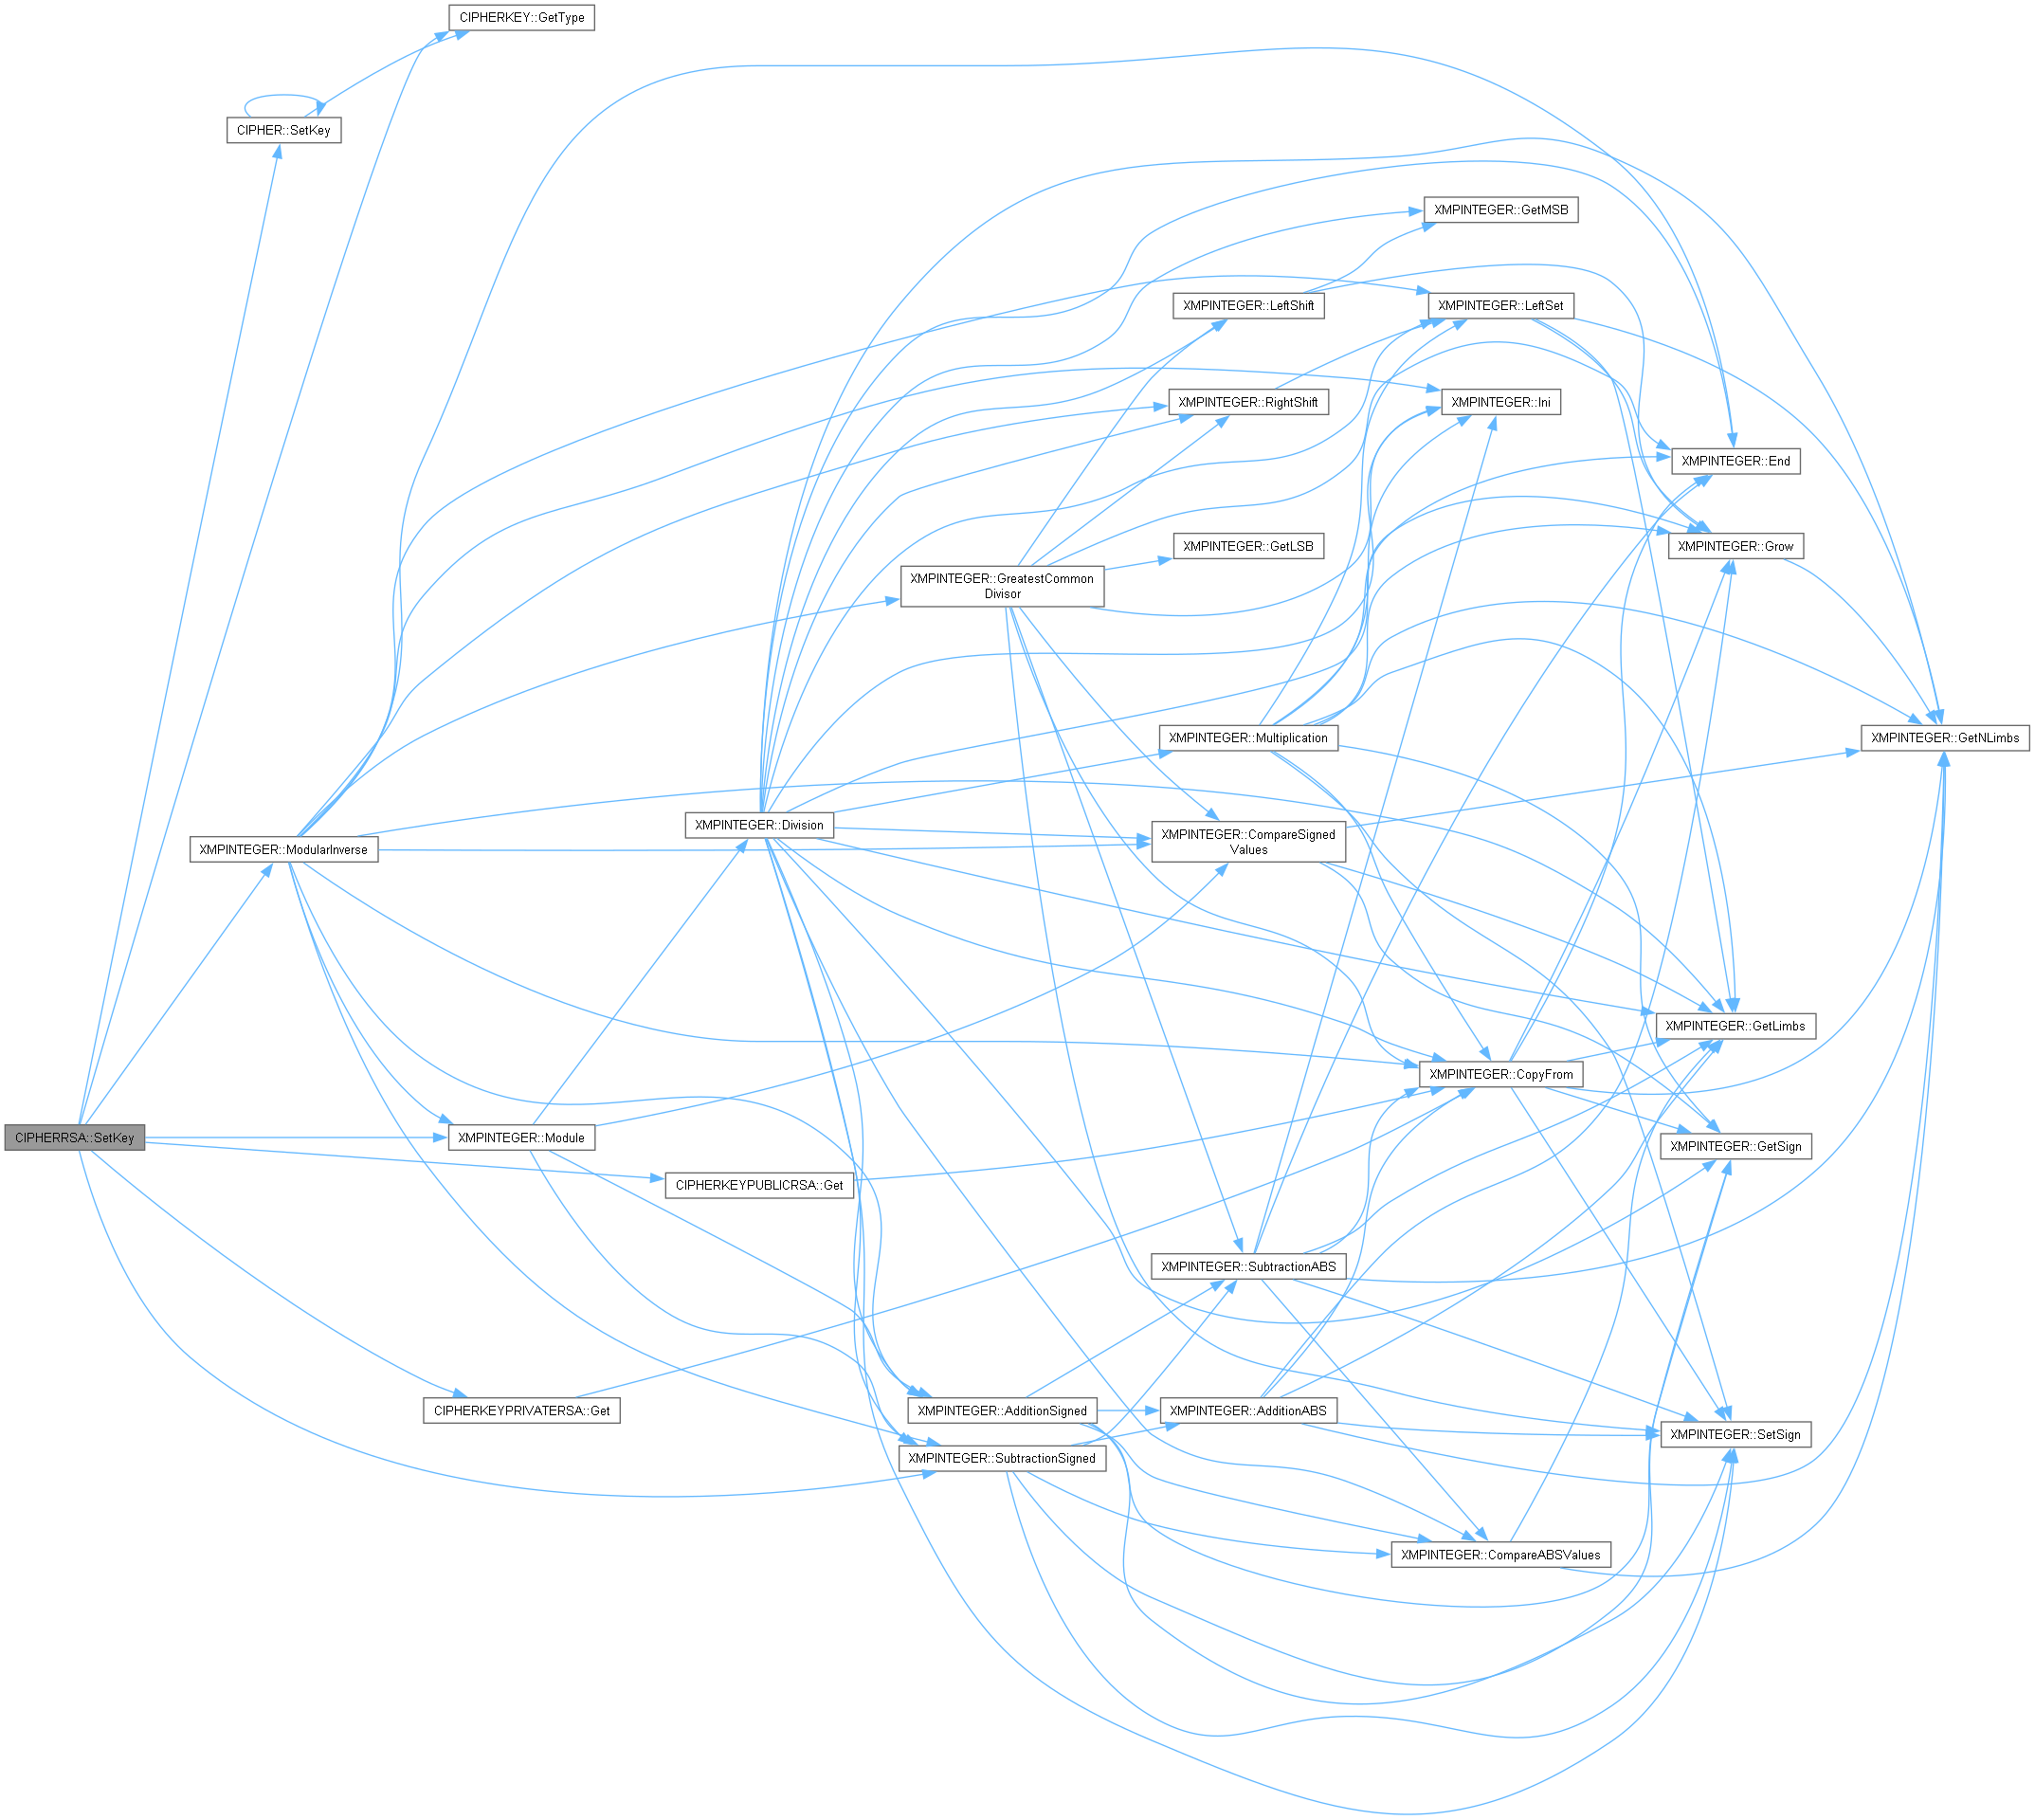 CIPHERKEY::GetType
CIPHER::SetKey
XMPINTEGER::GetMSB
XMPINTEGER::LeftShift
XMPINTEGER::LeftSet
XMPINTEGER::RightShift
XMPINTEGER::Ini
XMPINTEGER::End
XMPINTEGER::GetLSB
XMPINTEGER::Grow
XMPINTEGER::GreatestCommon
Divisor
XMPINTEGER::Multiplication
XMPINTEGER::GetNLimbs
XMPINTEGER::Division
XMPINTEGER::CompareSigned
Values
XMPINTEGER::ModularInverse
XMPINTEGER::GetLimbs
XMPINTEGER::CopyFrom
CIPHERRSA::SetKey
XMPINTEGER::Module
XMPINTEGER::GetSign
CIPHERKEYPUBLICRSA::Get
XMPINTEGER::SubtractionABS
CIPHERKEYPRIVATERSA::Get
XMPINTEGER::AdditionSigned
XMPINTEGER::AdditionABS
XMPINTEGER::SetSign
XMPINTEGER::SubtractionSigned
XMPINTEGER::CompareABSValues